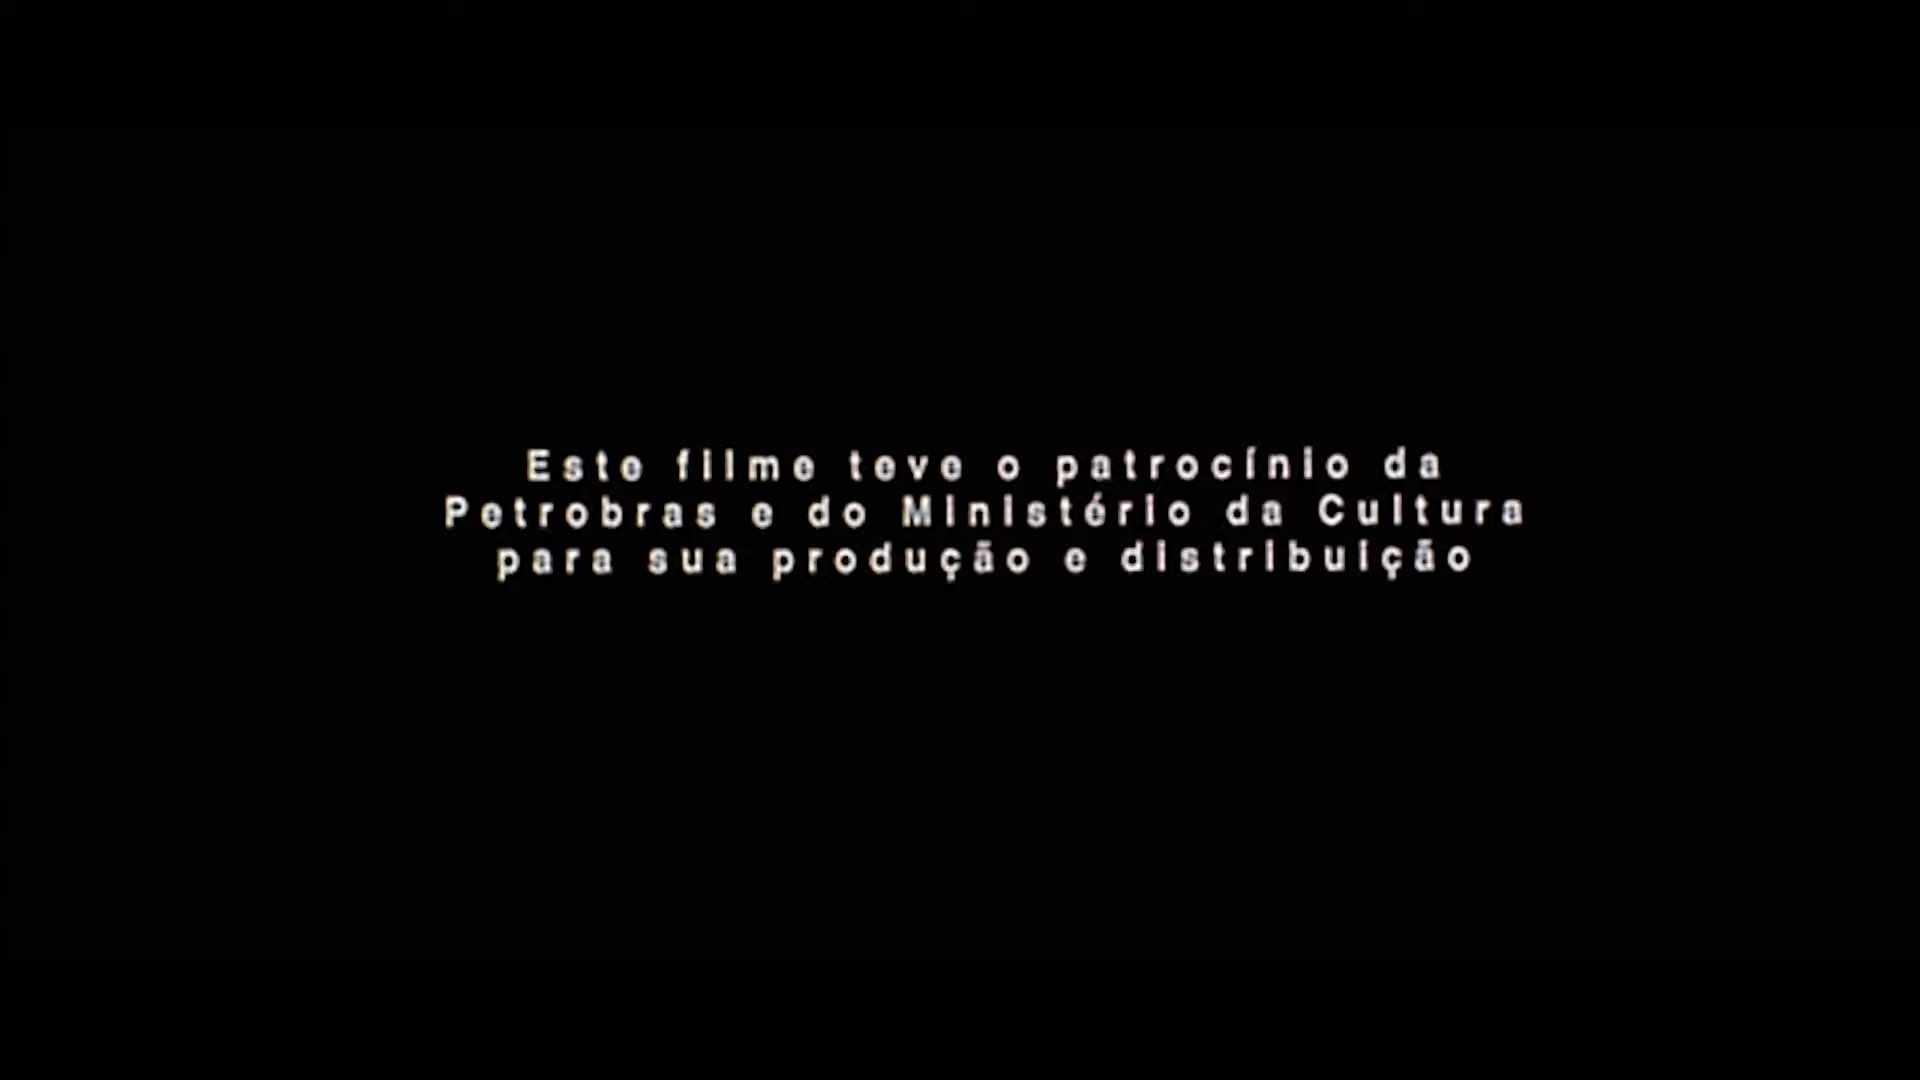 Este filme teve o patrocínio da
Petrobras e do Ministério da Cultura
para sua produção e distribuição